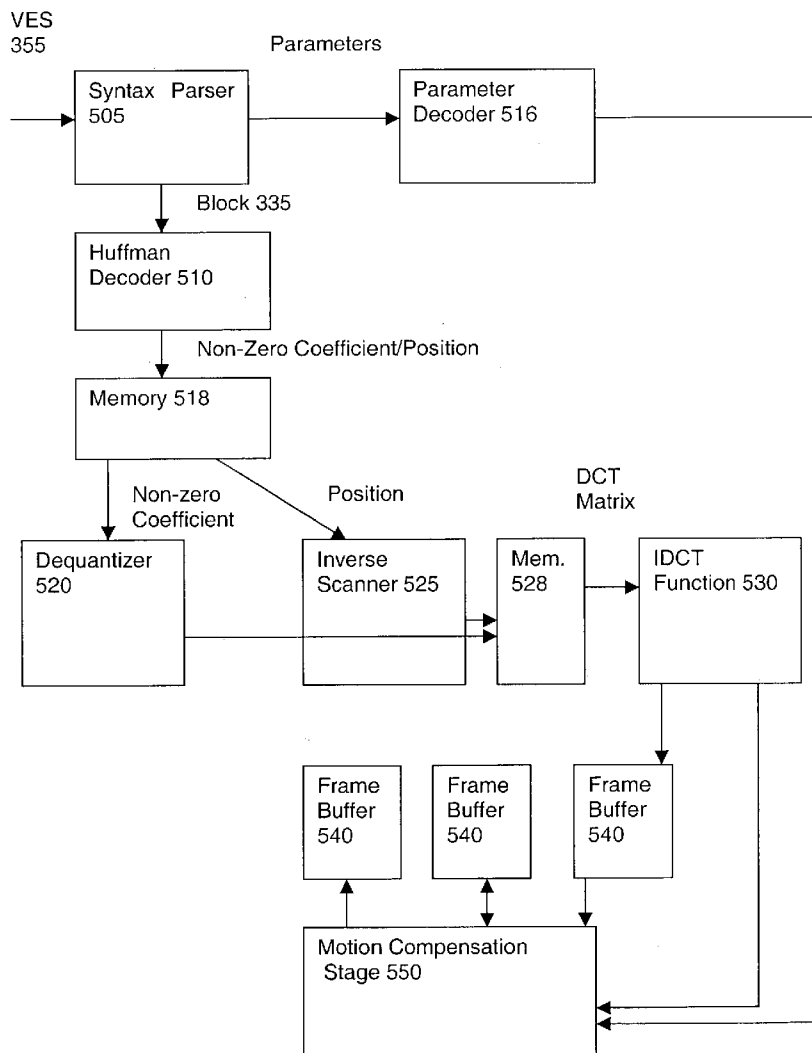 VES
355
Parameters
Syntax Parser
505
Parameter
Decoder 516
Block 335
Huffman
Decoder 510
Non-Zero Coefficient/Position
Memory 518
Non-zero
Coefficient
Position
DCT
Matrix
Dequantizer
520
Inverse
Scanner 525
Mem.
528
IDCT
Function 530
Frame
Buffer
540
Frame
Buffer
540
Frame
Buffer
540
Motion Compensation
Stage 550